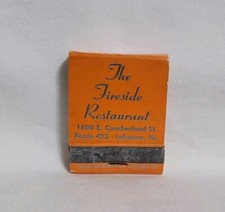 The
Fireside
Restaurant
1800 E. Cumberland St.
Route 422 - Lebanon, Pa.